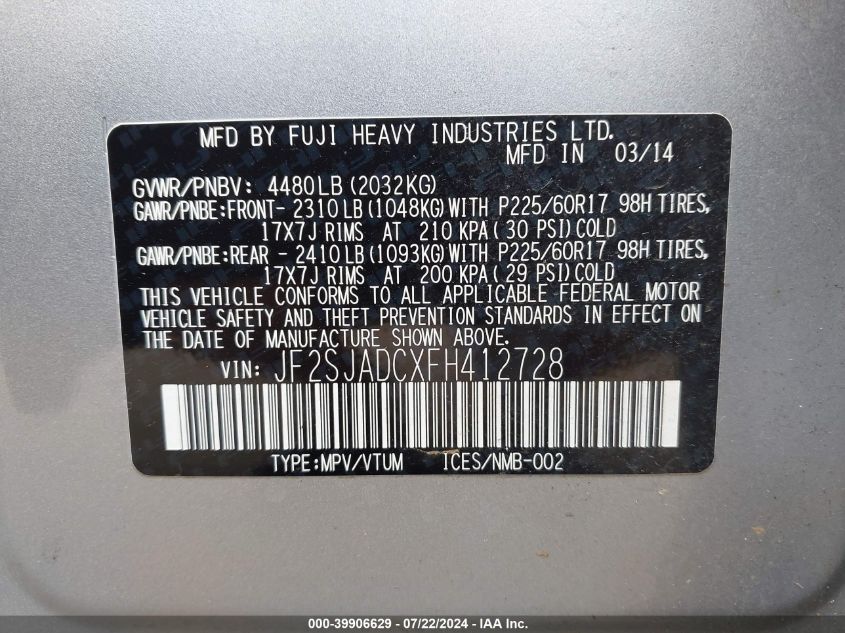 MFD BY FUJI HEAVY INDUSTRIES LTD.
MFD IN 03/14
GVWR/PNBV: 4480LB (2032KG)
GAWR/PNBE:FRONT- 2310LB (1048KG) WITH P225/60R17 98H TIRES,
17X7J RIMS AT 210 KPA ( 30 PSI) COLD
GAWR/PNBE:REAR - 2410LB (1093KG) WITH P225/60R17 98H TIRES,
17X7J RIMS AT 200 KPA ( 29 PSI) COLD
THIS VEHICLE CONFORMS TO ALL APPLICABLE FEDERAL MOTOR
VEHICLE SAFETY AND THEFT PREVENTION STANDARDS IN EFFECT ON
THE DATE OF MANUFACTURE SHOWN ABOVE.
VIN: JF2SJADCXFH412728
TYPE:MPV/VTUM ICES/NMB-002
000-39906629 - 07/22/2024 - IAA Inc.